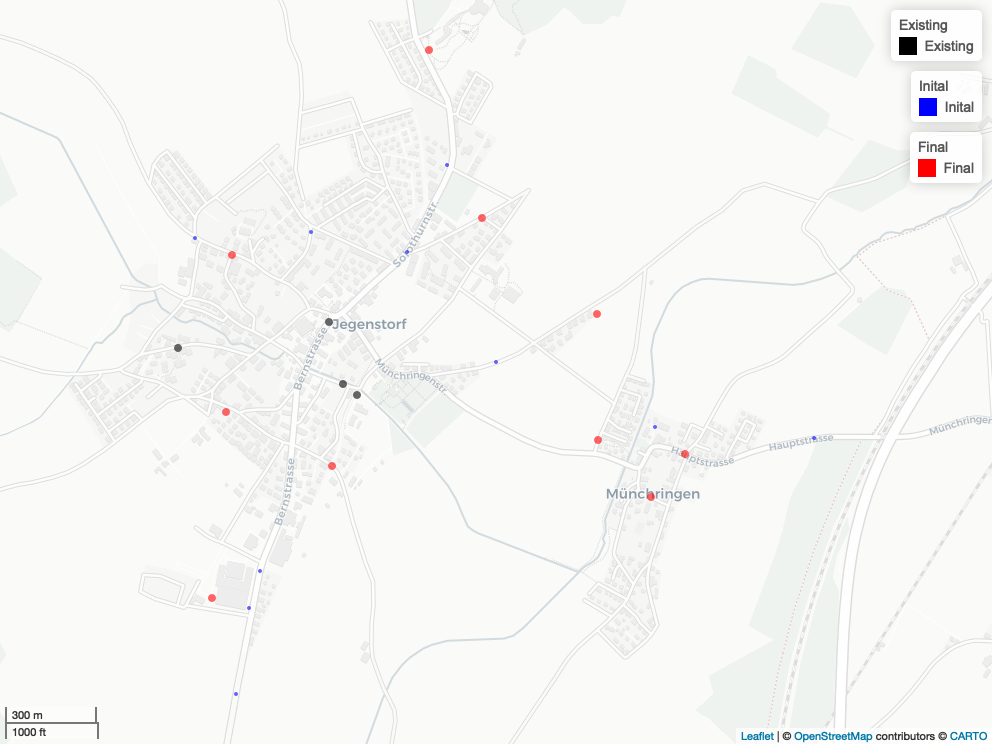 Existing
Existing
Inital
Inital
Final
Final
Solothurnstr.
Jegenstorf
Bernstrasse
Münchringenstr.
Bernstrasse
Hauptstrasse
Hauptstrasse
Münchringen
Münchringen
300 m
1000 ft
Leaflet | © OpenStreetMap contributors © CARTO